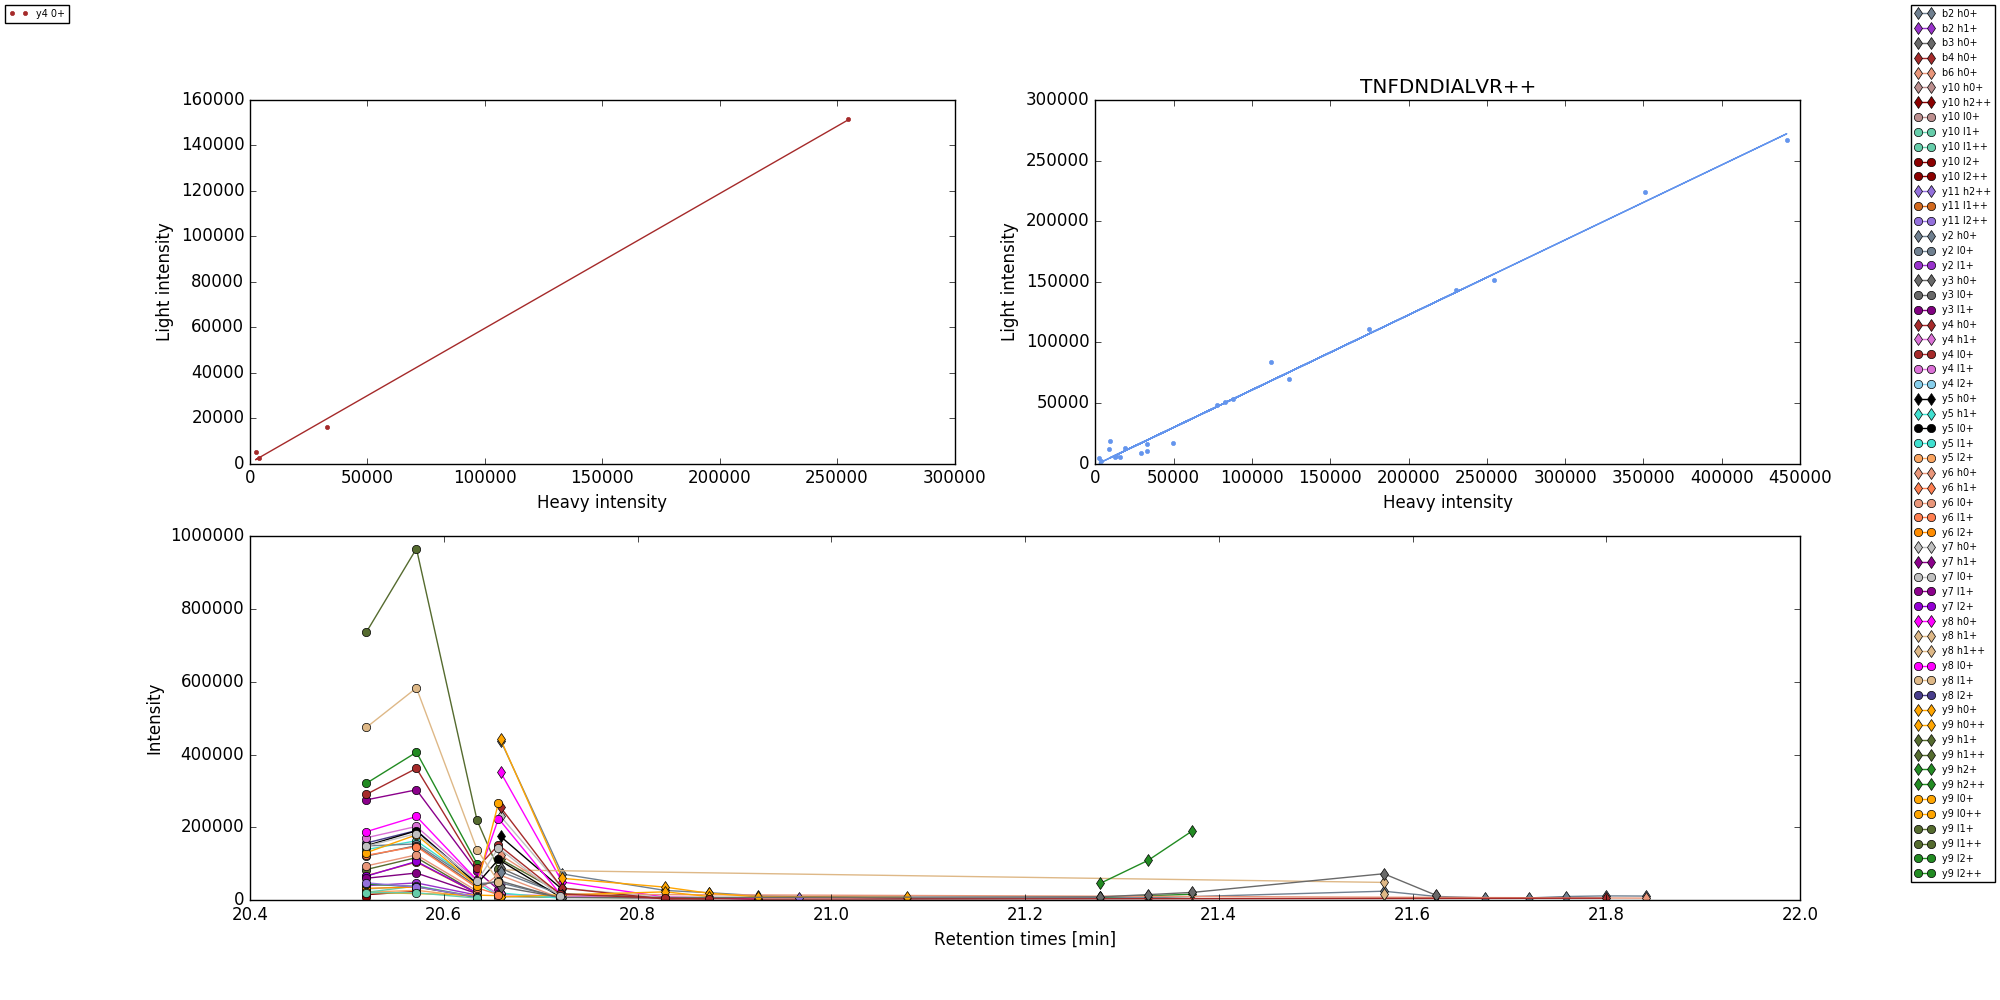 y4 0+
TNFDNDIALVR++
160000
140000
120000
100000
80000
60000
40000
20000
0
Light intensity
0 50000 100000 150000 200000 250000 300000
Heavy intensity
300000
250000
200000
150000
100000
50000
0
Light intensity
0 50000 100000 150000 200000 250000 300000 350000 400000 450000
Heavy intensity
1000000
800000
600000
400000
200000
0
Intensity
20.4 20.6 20.8 21.0 21.2 21.4 21.6 21.8 22.0
Retention times [min]
b2 h0+
b2 h1+
b3 h0+
b4 h0+
b6 h0+
y10 h0+
y10 h2++
y10 l0+
y10 l1+
y10 l1++
y10 l2+
y10 l2++
y11 h2++
y11 l1++
y11 l2++
y2 h0+
y2 l0+
y2 l1+
y3 h0+
y3 l0+
y3 l1+
y4 h0+
y4 h1+
y4 l0+
y4 l1+
y4 l2+
y5 h0+
y5 h1+
y5 l0+
y5 l1+
y5 l2+
y6 h0+
y6 h1+
y6 l0+
y6 l1+
y6 l2+
y7 h0+
y7 h1+
y7 l0+
y7 l1+
y7 l2+
y8 h0+
y8 h1+
y8 h1++
y8 l0+
y8 l1+
y8 l2+
y9 h0+
y9 h0++
y9 h1+
y9 h1++
y9 h2+
y9 h2++
y9 l0+
y9 l0++
y9 l1+
y9 l1++
y9 l2+
y9 l2++